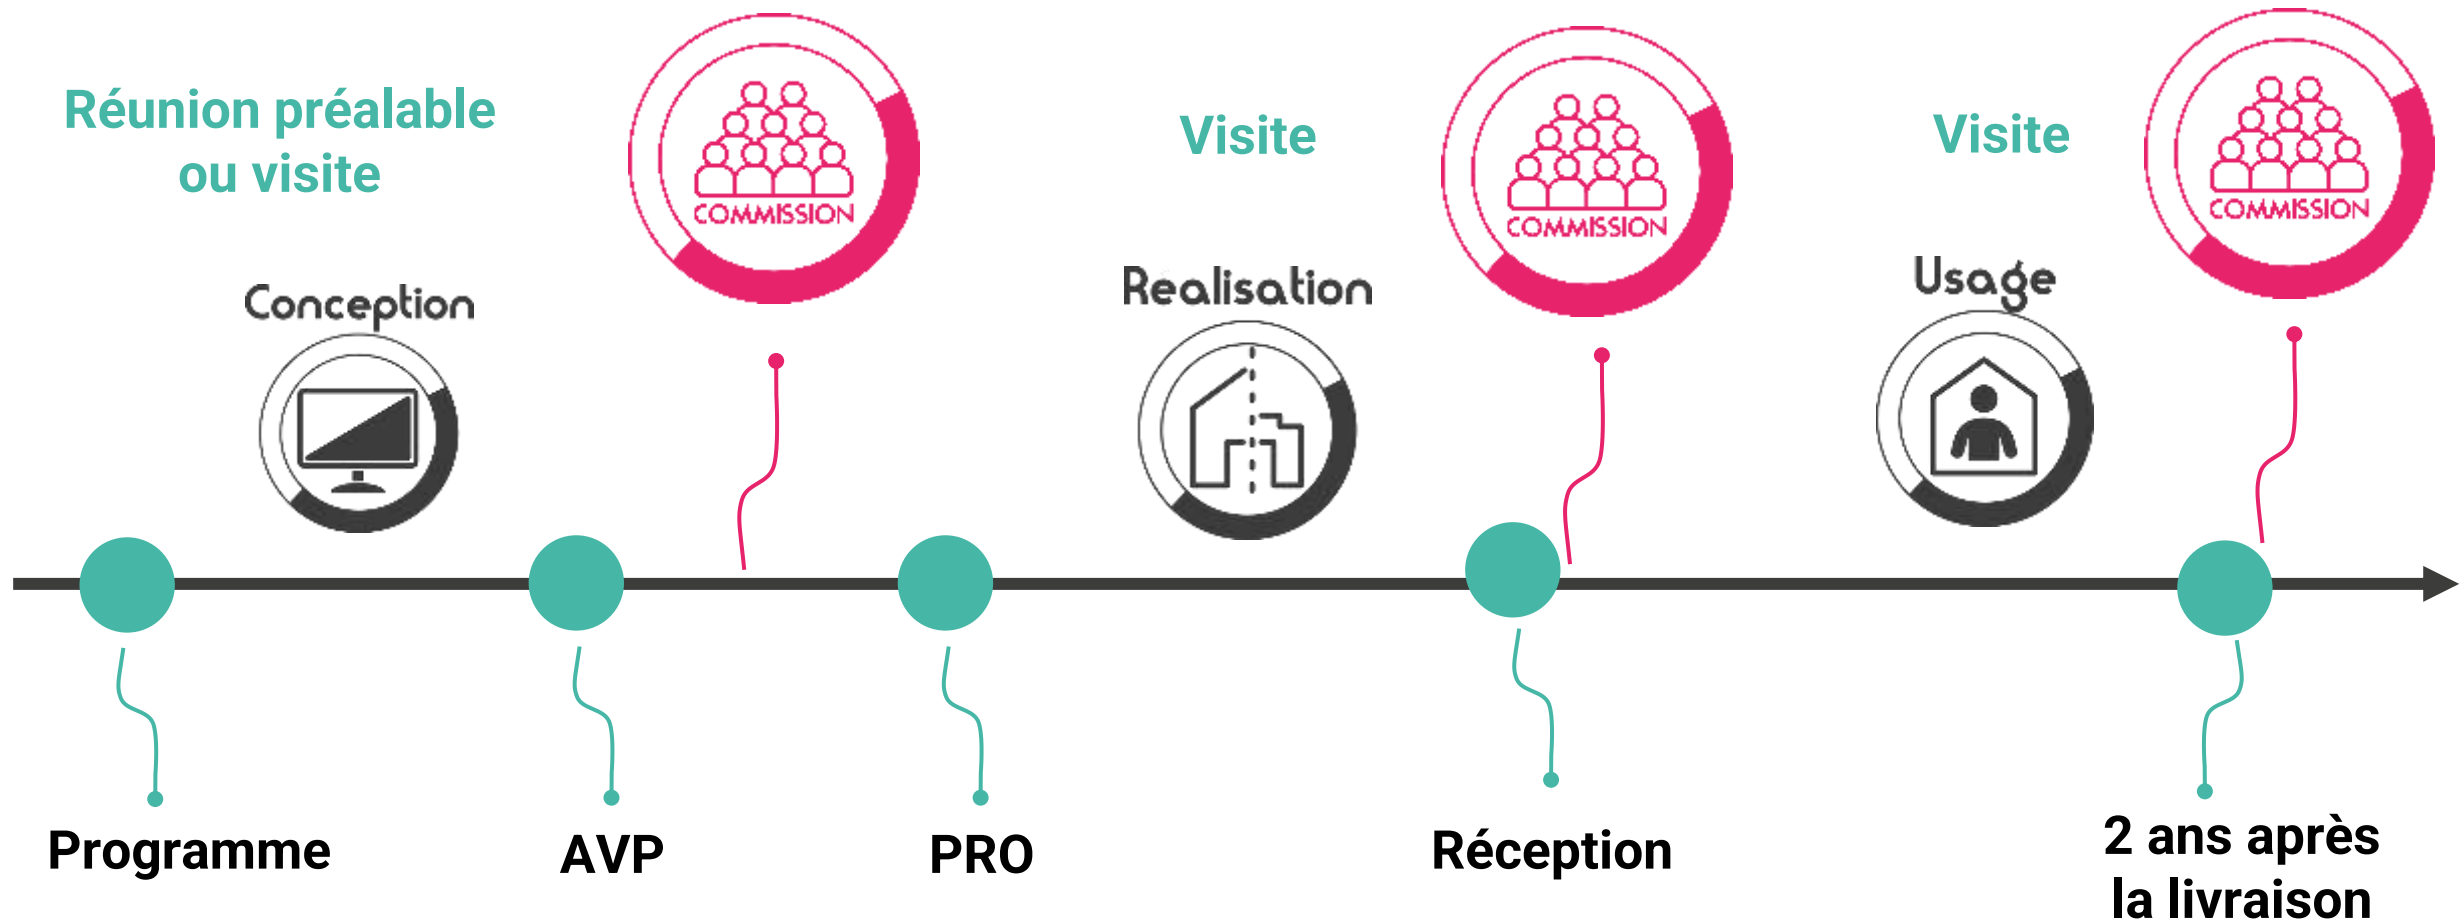 Réunion préalable
ou visite
COMMISSION
Visite
COMMISSION
Visite
COMMISSION
Conception
Realisation
Usage
Programme
AVP
PRO
Réception
2 ans après
la livraison